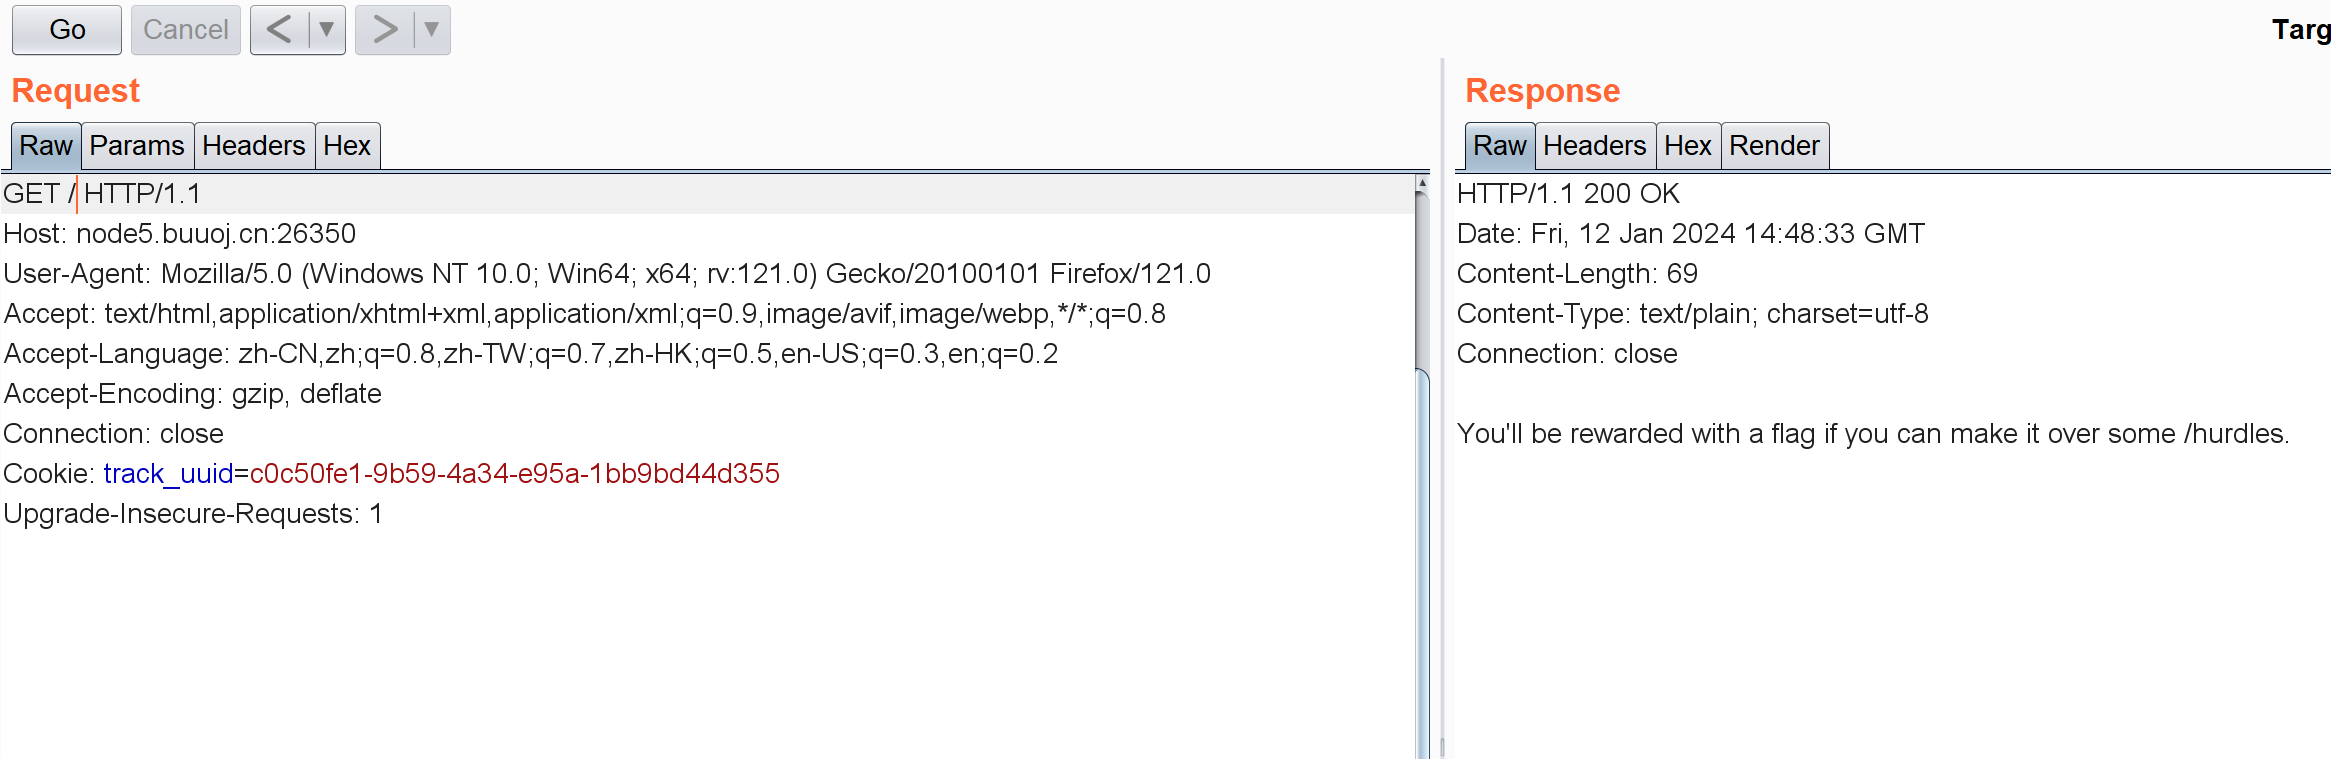 Go Cancel < ▼ > ▼
Targ
Request
Raw Params Headers Hex
GET / HTTP/1.1
Host: node5.buuoj.cn:26350
User-Agent: Mozilla/5.0 (Windows NT 10.0; Win64; x64; rv:121.0) Gecko/20100101 Firefox/121.0
Accept: text/html,application/xhtml+xml,application/xml;q=0.9,image/avif,image/webp,*/*;q=0.8
Accept-Language: zh-CN,zh;q=0.8,zh-TW;q=0.7,zh-HK;q=0.5,en-US;q=0.3,en;q=0.2
Accept-Encoding: gzip, deflate
Connection: close
Cookie: track_uuid=c0c50fe1-9b59-4a34-e95a-1bb9bd44d355
Upgrade-Insecure-Requests: 1
Response
Raw Headers Hex Render
HTTP/1.1 200 OK
Date: Fri, 12 Jan 2024 14:48:33 GMT
Content-Length: 69
Content-Type: text/plain; charset=utf-8
Connection: close
You'll be rewarded with a flag if you can make it over some /hurdles.